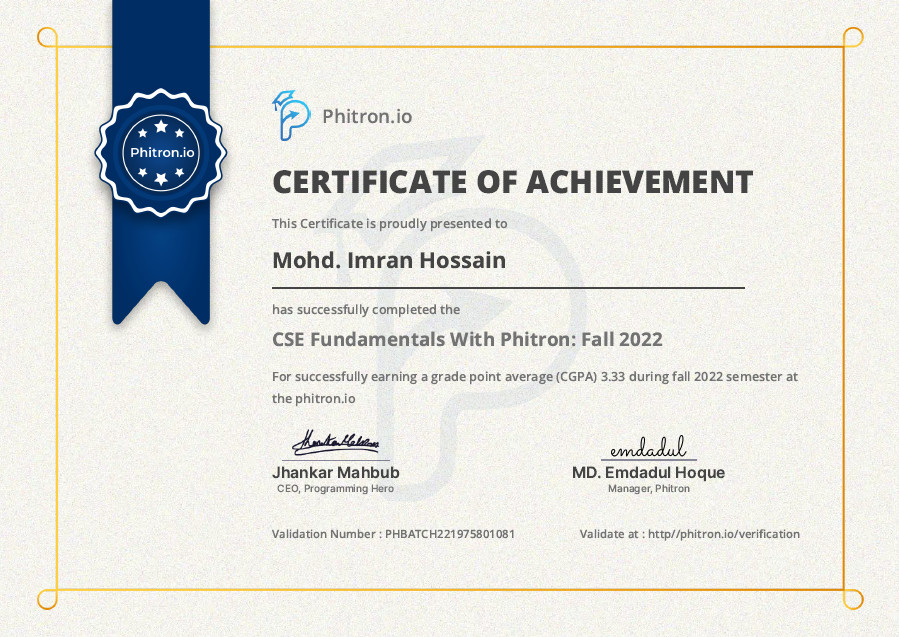 Phitron.io
Phitron.io
CERTIFICATE OF ACHIEVEMENT
This Certificate is proudly presented to
Mohd. Imran Hossain
has successfully completed the
CSE Fundamentals With Phitron: Fall 2022
For successfully earning a grade point average (CGPA) 3.33 during fall 2022 semester at
the phitron.io
emdadul
Jhankar Mahbub
MD. Emdadul Hoque
CEO, Programming Hero
Manager, Phitron
Validation Number : PHBATCH221975801081
Validate at : http//phitron.io/verification